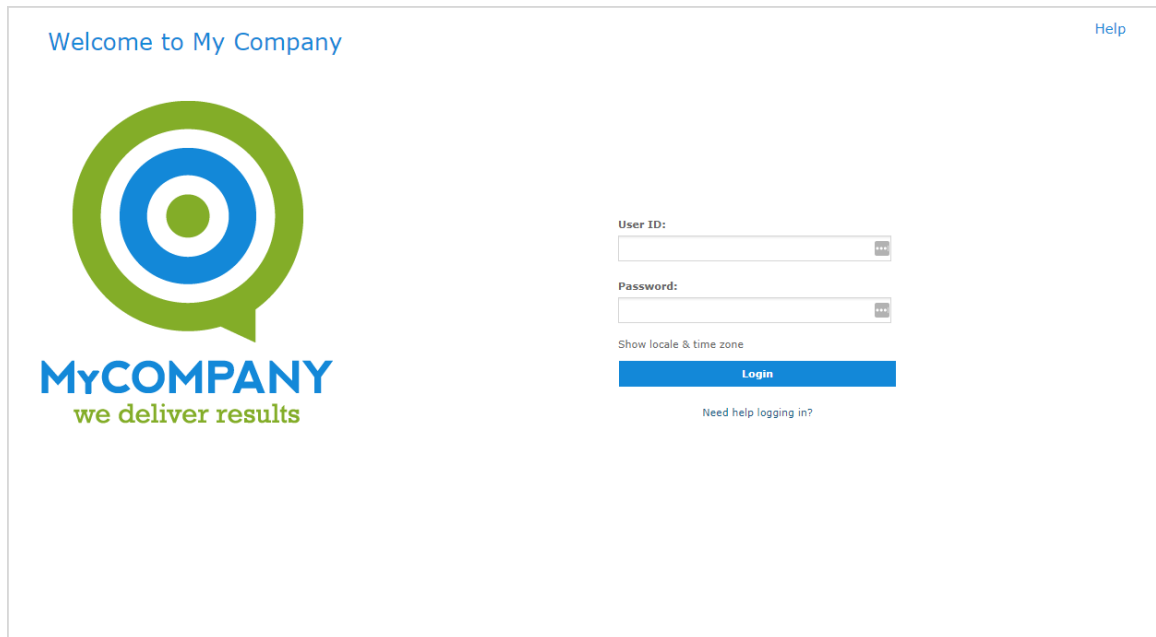 Welcome to My Company
Help
MYCOMPANY
we deliver results
User ID:
Password:
Show locale & time zone
Login
Need help logging in?